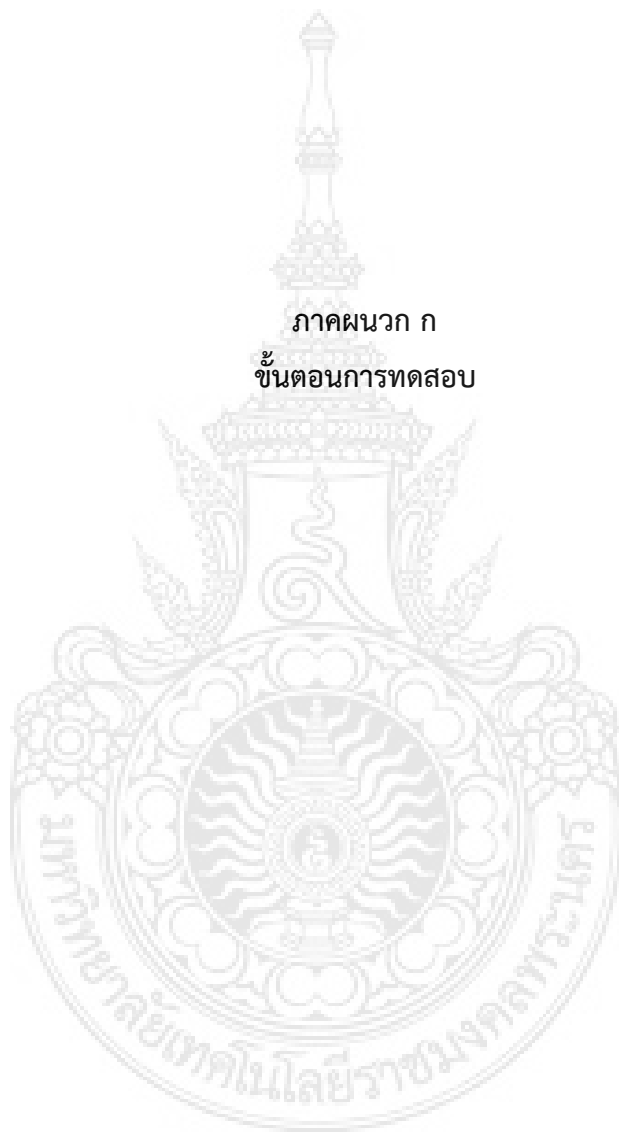 ภาคผนวก ก
ขั้นตอนการทดสอบ
มหาวิทยาลัยเทคโนโลยีราชมงคลพระนคร